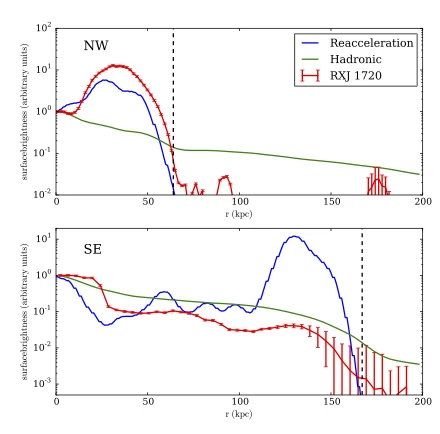 10^2
10^1
10^0
10^-1
10^-2
surfacebrightness (arbitrary units)
NW
Reacceleration
Hadronic
RXJ 1720
0 50 100 150 200
r (kpc)
10^1
10^0
10^-1
10^-2
10^-3
surfacebrightness (arbitrary units)
SE
0 50 100 150 200
r (kpc)